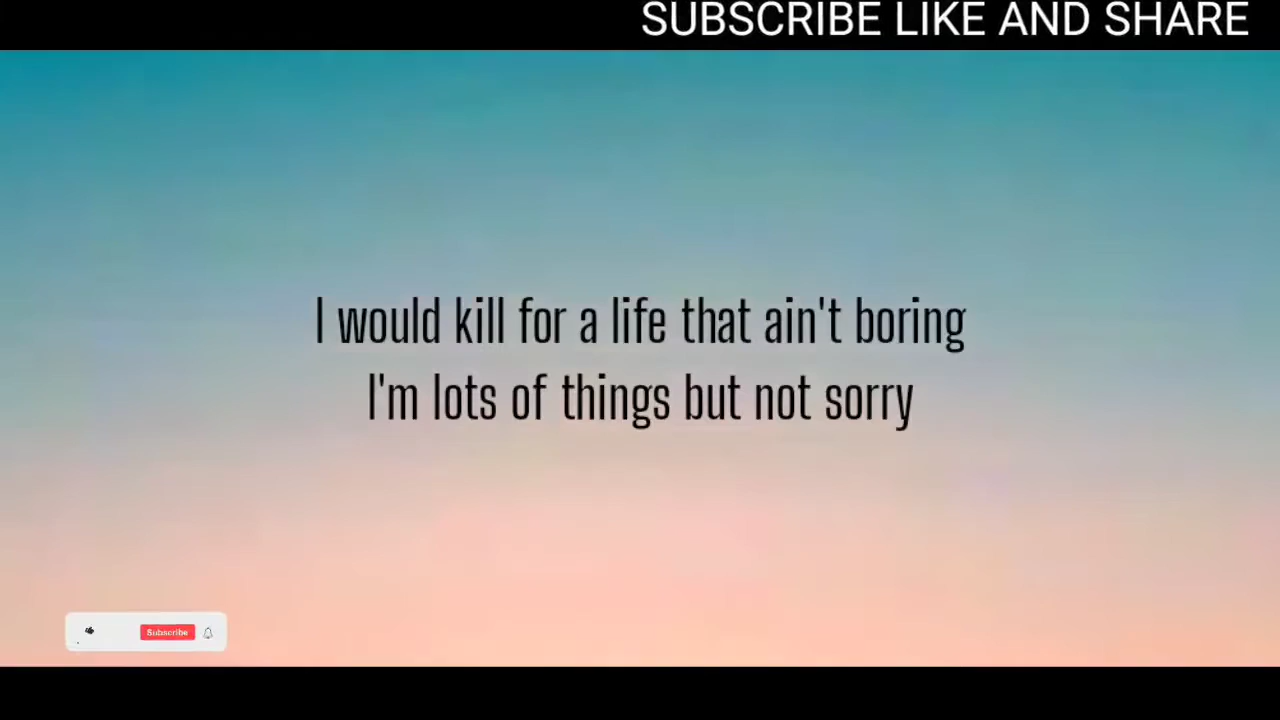 SUBSCRIBE LIKE AND SHARE
I would kill for a life that ain't boring
I'm lots of things but not sorry
Subscribe